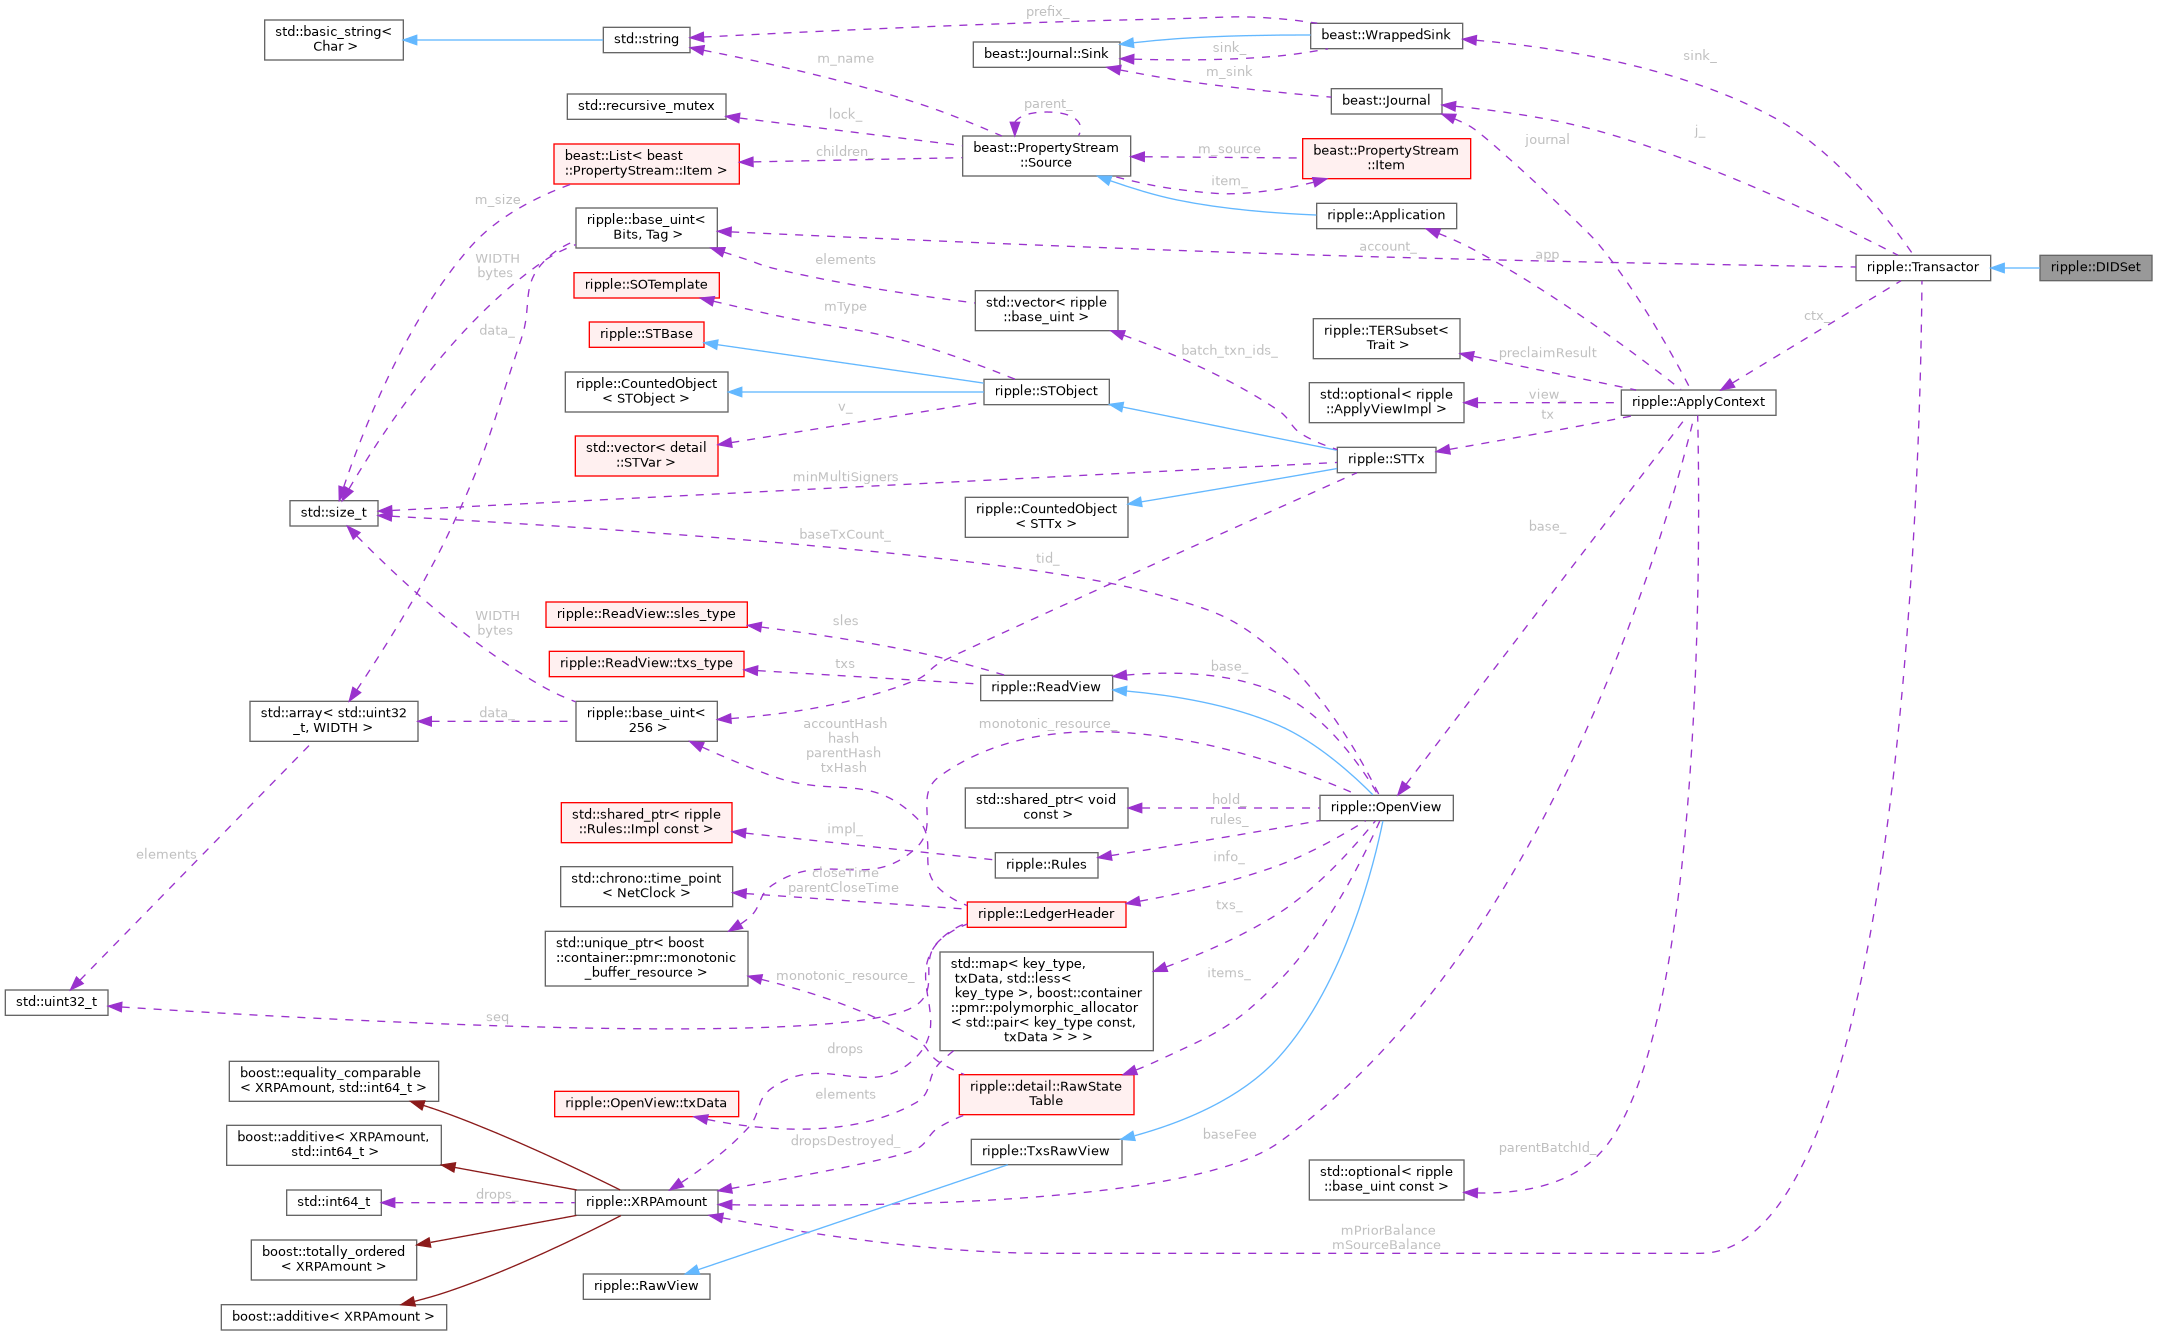 std::basic_string<
Char >
std::string
prefix_
beast::WrappedSink
beast::Journal::Sink
sink_
sink_
m_name
m_sink
std::recursive_mutex
lock_
parent_
beast::Journal
j_
journal
beast::List< beast
::PropertyStream::Item >
children_
beast::PropertyStream
::Source
m_source
item_
beast::PropertyStream
::Item
m_size
ripple::base_uint<
Bits, Tag >
ripple::Application
account_
app
WIDTH
bytes
elements
ripple::Transactor
ripple::DIDSet
ripple::SOTemplate
mType
std::vector< ripple
::base_uint >
ctx_
data_
ripple::STBase
batch_txn_ids_
ripple::TERSubset<
Trait >
preclaimResult
ripple::CountedObject
< STObject >
ripple::STObject
std::optional< ripple
::ApplyViewImpl >
view_
ripple::ApplyContext
v_
tx
std::vector< detail
::STVar >
ripple::STTx
minMultiSigners
std::size_t
ripple::CountedObject
< STTx >
baseTxCount_
base_
tid_
ripple::ReadView::sles_type
sles
WIDTH
bytes
ripple::ReadView::txs_type
txs
ripple::ReadView
base_
std::array< std::uint32
_t, WIDTH >
data_
ripple::base_uint<
256 >
accountHash
hash
parentHash
txHash
monotonic_resource_
std::shared_ptr< void
const >
hold_
ripple::OpenView
std::shared_ptr< ripple
::Rules::Impl const >
impl_
rules_
ripple::Rules
elements
info_
std::chrono::time_point
< NetClock >
closeTime
parentCloseTime
ripple::LedgerHeader
txs_
std::unique_ptr< boost
::container::pmr::monotonic
_buffer_resource >
monotonic_resource_
std::map< key_type,
txData, std::less<
key_type >, boost::container
::pmr::polymorphic_allocator
< std::pair< key_type const,
txData > > >
items_
std::uint32_t
seq
drops
boost::equality_comparable
< XRPAmount, std::int64_t >
ripple::OpenView::txData
elements
ripple::detail::RawState
Table
boost::additive< XRPAmount,
std::int64_t >
dropsDestroyed_
ripple::TxsRawView
baseFee
parentBatchId_
std::optional< ripple
::base_uint const >
std::int64_t
drops_
ripple::XRPAmount
boost::totally_ordered
< XRPAmount >
mPriorBalance
mSourceBalance
ripple::RawView
boost::additive< XRPAmount >